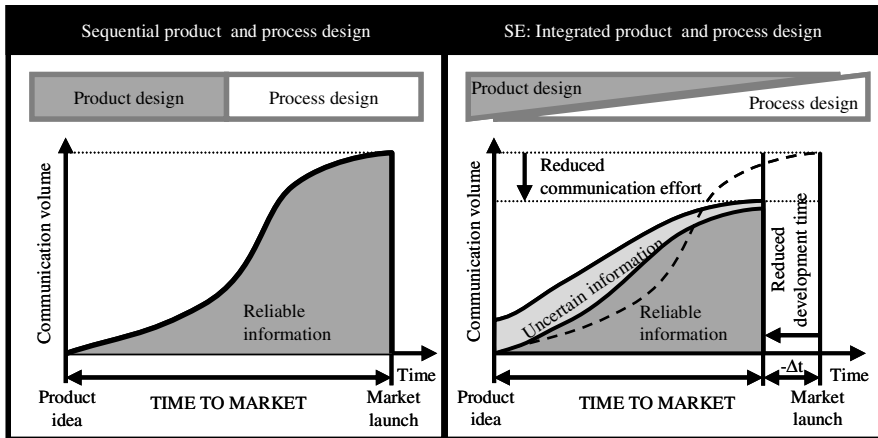 Sequential product and process design
Product design
Process design
Communication volume
Reliable
information
Time
Product
idea
TIME TO MARKET
Market
launch
SE: Integrated product and process design
Product design
Process design
Communication volume
Reduced
communication effort
Uncertain information
Reliable
information
Reduced
development time
-Δt
Time
Product
idea
TIME TO MARKET
Market
launch